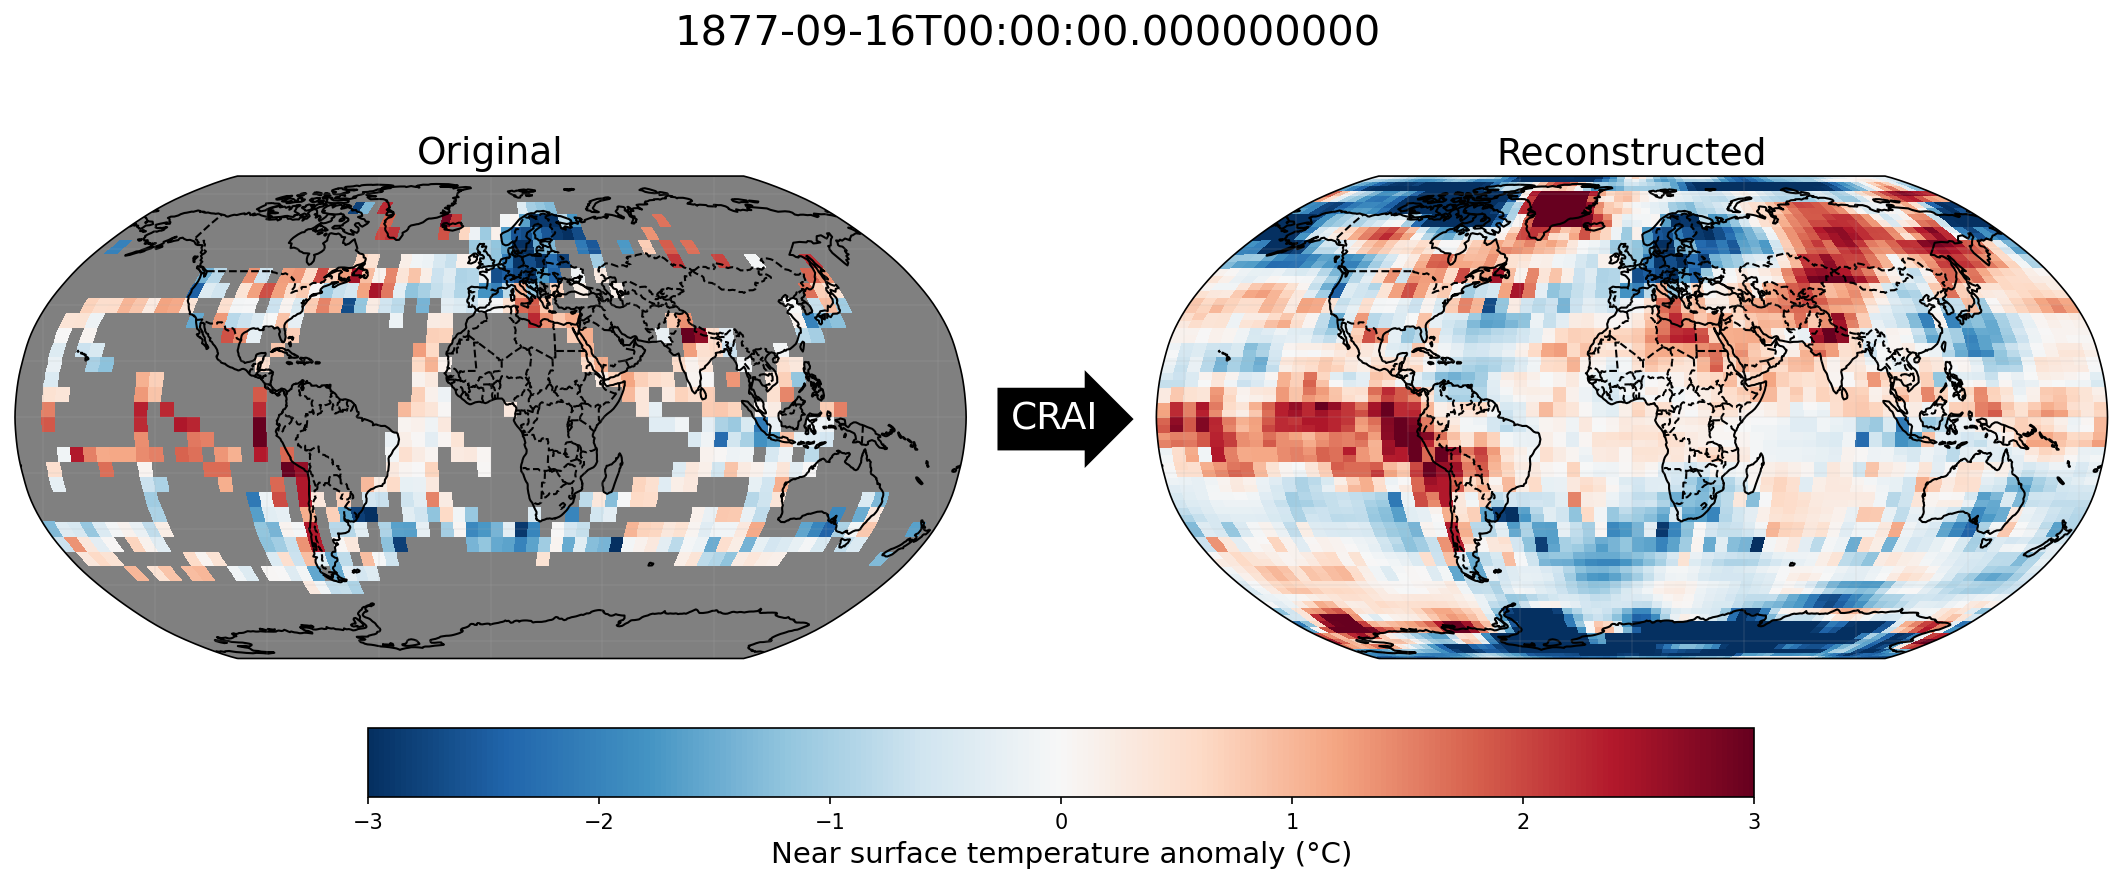 1877-09-16T00:00:00.000000000
Original
Reconstructed
CRAI
−3
−2
−1
0
1
2
3
Near surface temperature anomaly (°C)